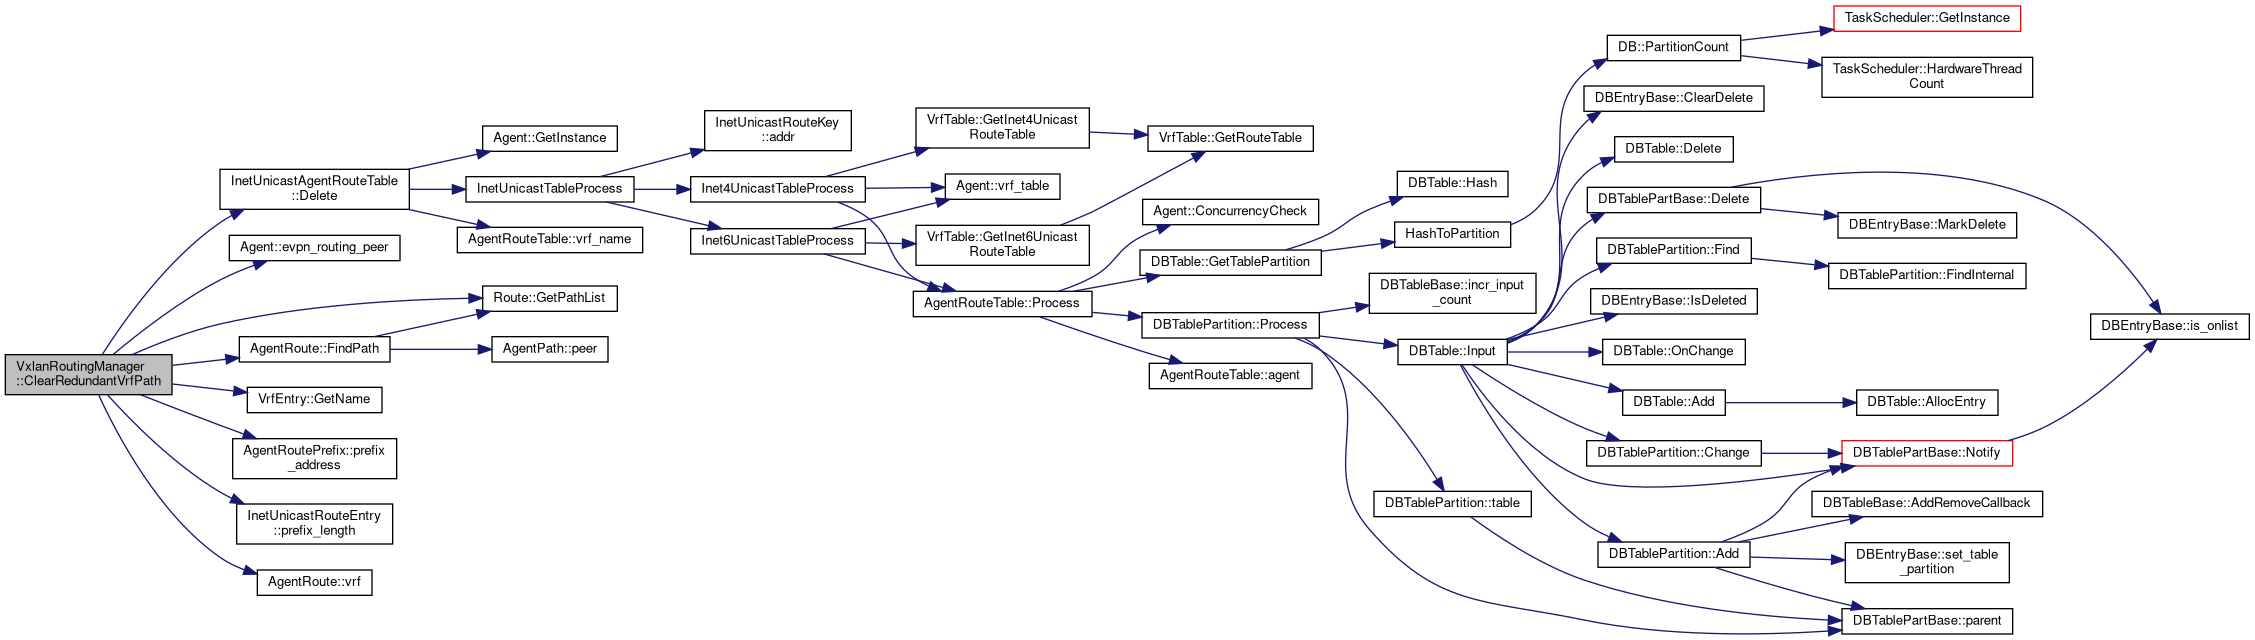 VxlanRoutingManager
::ClearRedundantVrfPath
InetUnicastAgentRouteTable
::Delete
Agent::evpn_routing_peer
Route::GetPathList
AgentRoute::FindPath
AgentPath::peer
VrfEntry::GetName
AgentRoutePrefix::prefix
_address
InetUnicastRouteEntry
::prefix_length
AgentRoute::vrf
Agent::GetInstance
InetUnicastTableProcess
AgentRouteTable::vrf_name
InetUnicastRouteKey
::addr
Inet4UnicastTableProcess
Inet6UnicastTableProcess
VrfTable::GetInet4Unicast
RouteTable
Agent::vrf_table
VrfTable::GetInet6Unicast
RouteTable
AgentRouteTable::Process
VrfTable::GetRouteTable
Agent::ConcurrencyCheck
DBTable::GetTablePartition
DBTablePartition::Process
AgentRouteTable::agent
DBTable::Hash
HashToPartition
DBTableBase::incr_input
_count
DBTable::Input
DBTablePartition::table
DB::PartitionCount
DBEntryBase::ClearDelete
DBTable::Delete
DBTablePartBase::Delete
DBTablePartition::Find
DBEntryBase::IsDeleted
DBTable::OnChange
DBTable::Add
DBTablePartition::Change
DBTablePartition::Add
TaskScheduler::GetInstance
TaskScheduler::HardwareThread
Count
DBEntryBase::MarkDelete
DBTablePartition::FindInternal
DBTable::AllocEntry
DBTablePartBase::Notify
DBTableBase::AddRemoveCallback
DBEntryBase::set_table
_partition
DBTablePartBase::parent
DBEntryBase::is_onlist